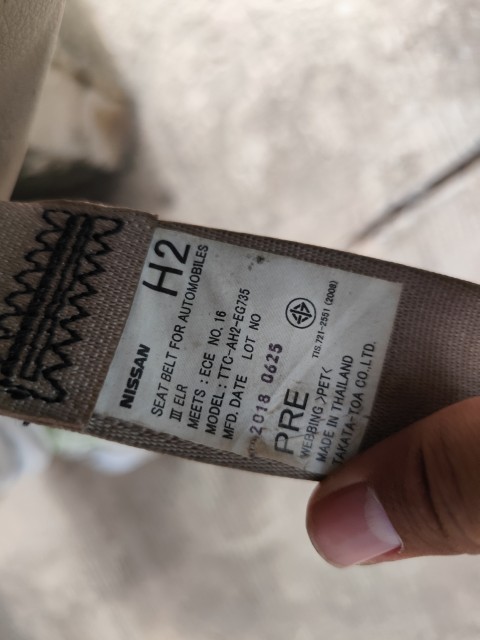 H2
NISSAN
SEAT BELT FOR AUTOMOBILES
III ELR
MEETS : ECE NO. 16
MODEL : TTC-AH2-EG735
MFD. DATE LOT NO
2018 0625
PRE
TIS.721-2551 (2008)
WEBBING >PET<
MADE IN THAILAND
TAKATA-TOA CO.,LTD.